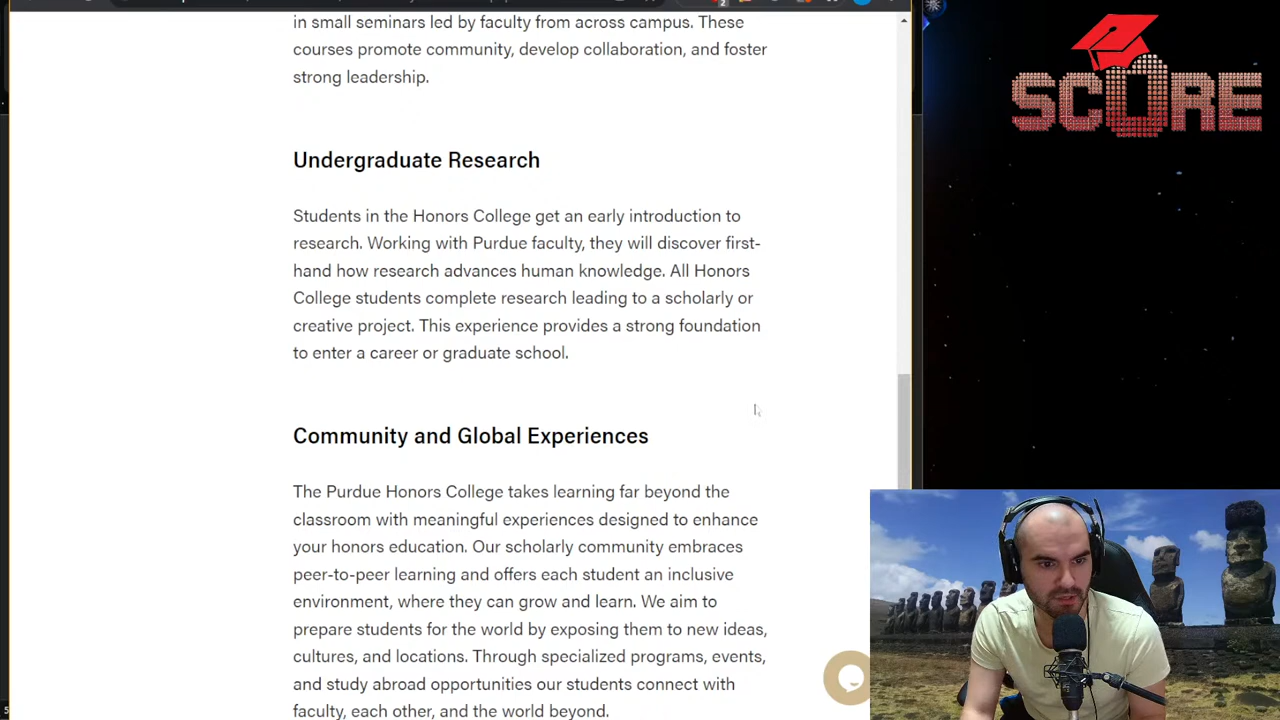 in small seminars led by faculty from across campus. These
courses promote community, develop collaboration, and foster
strong leadership.
SCORE
Undergraduate Research
Students in the Honors College get an early introduction to
research. Working with Purdue faculty, they will discover first-
hand how research advances human knowledge. All Honors
College students complete research leading to a scholarly or
creative project. This experience provides a strong foundation
to enter a career or graduate school.
Community and Global Experiences
The Purdue Honors College takes learning far beyond the
classroom with meaningful experiences designed to enhance
your honors education. Our scholarly community embraces
peer-to-peer learning and offers each student an inclusive
environment, where they can grow and learn. We aim to
prepare students for the world by exposing them to new ideas,
cultures, and locations. Through specialized programs, events,
and study abroad opportunities our students connect with
faculty, each other, and the world beyond.